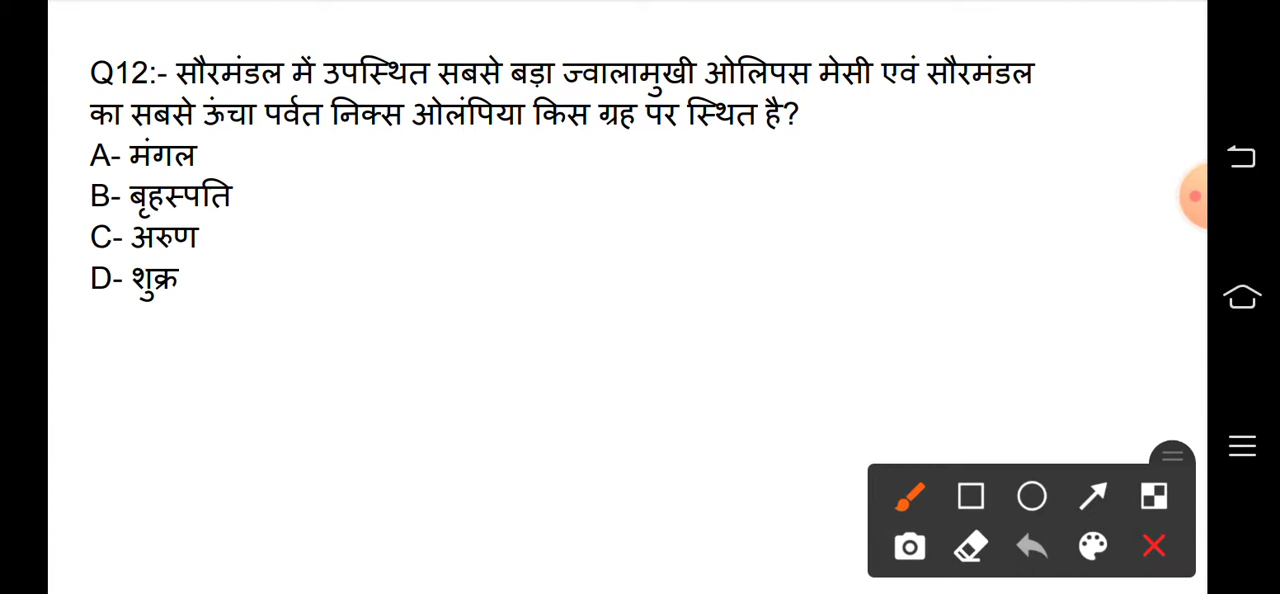 Q12:- सौरमंडल में उपस्थित सबसे बड़ा ज्वालामुखी ओलिपस मेसी एवं सौरमंडल
का सबसे ऊंचा पर्वत निक्स ओलंपिया किस ग्रह पर स्थित है?
A- मंगल
B- बृहस्पति
C- अरुण
D- शुक्र